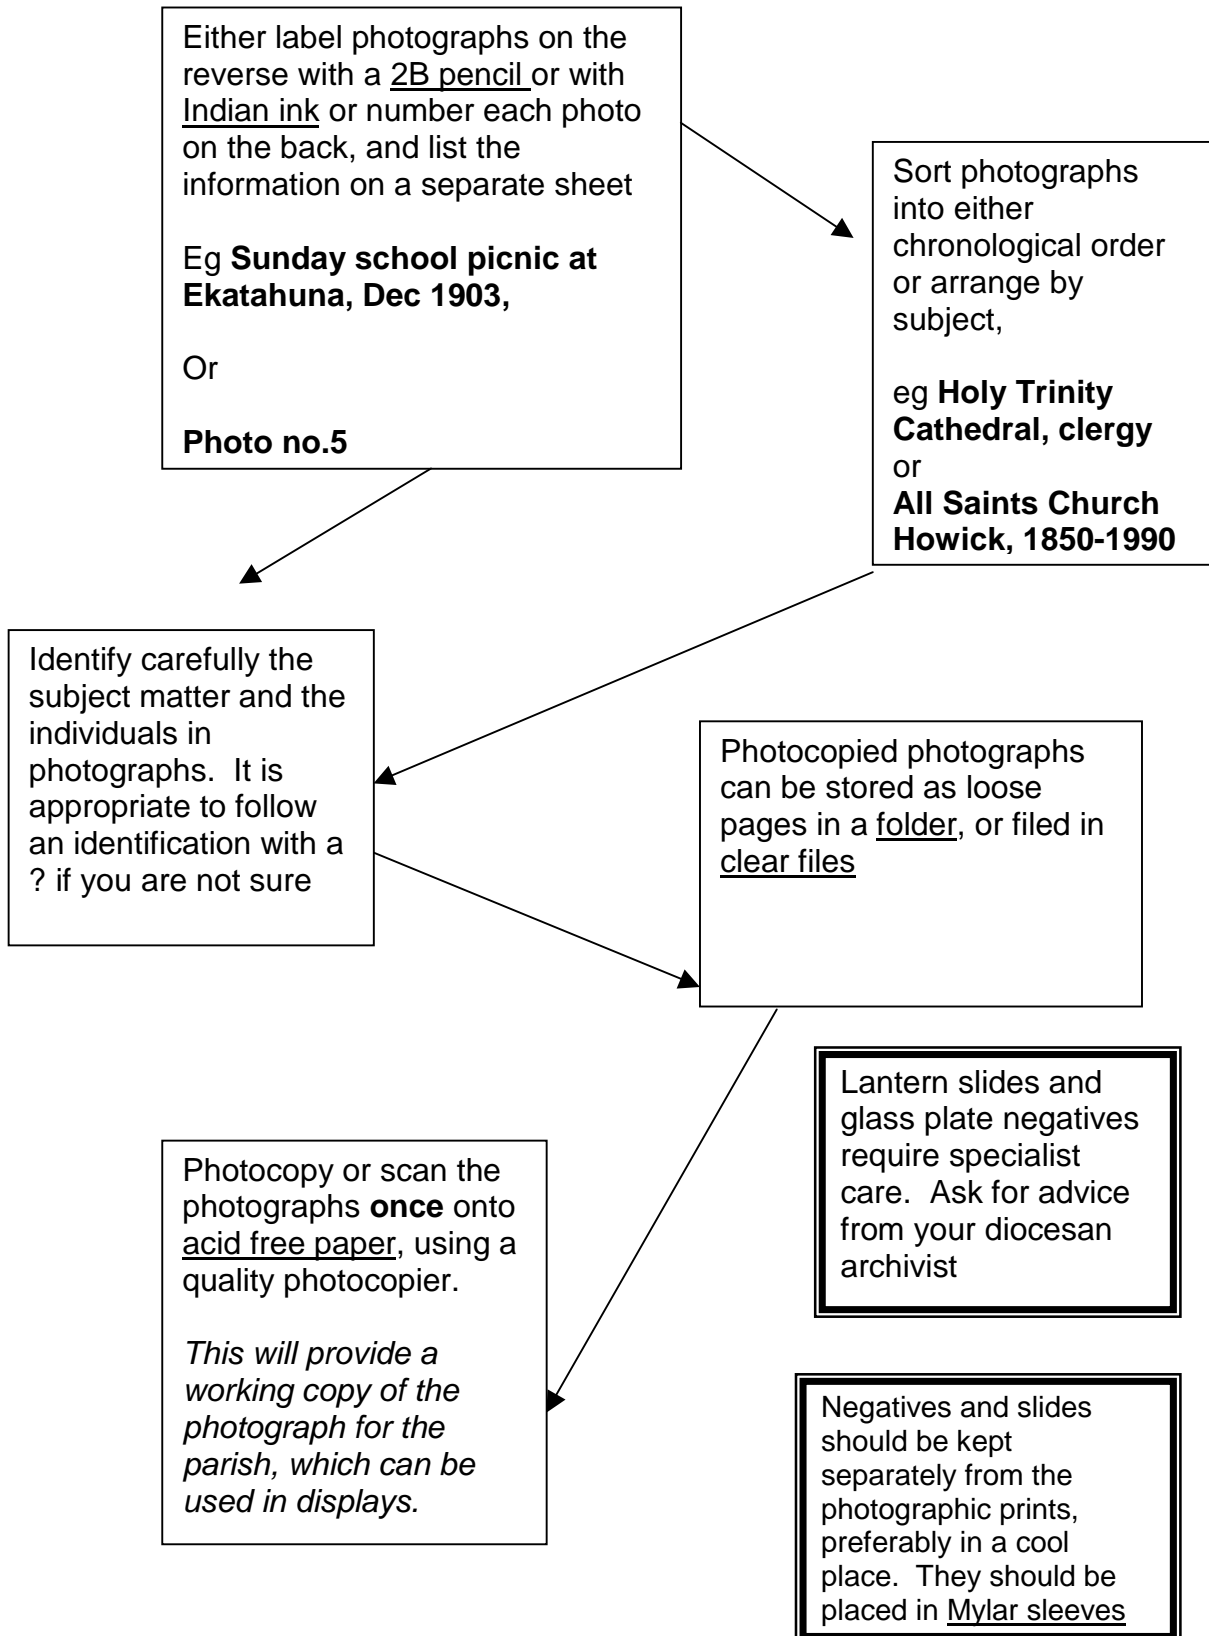 Either label photographs on the
reverse with a 2B pencil or with
Indian ink or number each photo
on the back, and list the
information on a separate sheet
Eg Sunday school picnic at
Ekatahuna, Dec 1903,
Or
Photo no.5
Sort photographs
into either
chronological order
or arrange by
subject,
eg Holy Trinity
Cathedral, clergy
or
All Saints Church
Howick, 1850-1990
Identify carefully the
subject matter and the
individuals in
photographs.  It is
appropriate to follow
an identification with a
? if you are not sure
Photocopied photographs
can be stored as loose
pages in a folder, or filed in
clear files
Lantern slides and
glass plate negatives
require specialist
care.  Ask for advice
from your diocesan
archivist
Photocopy or scan the
photographs once onto
acid free paper, using a
quality photocopier.
This will provide a
working copy of the
photograph for the
parish, which can be
used in displays.
Negatives and slides
should be kept
separately from the
photographic prints,
preferably in a cool
place.  They should be
placed in Mylar sleeves